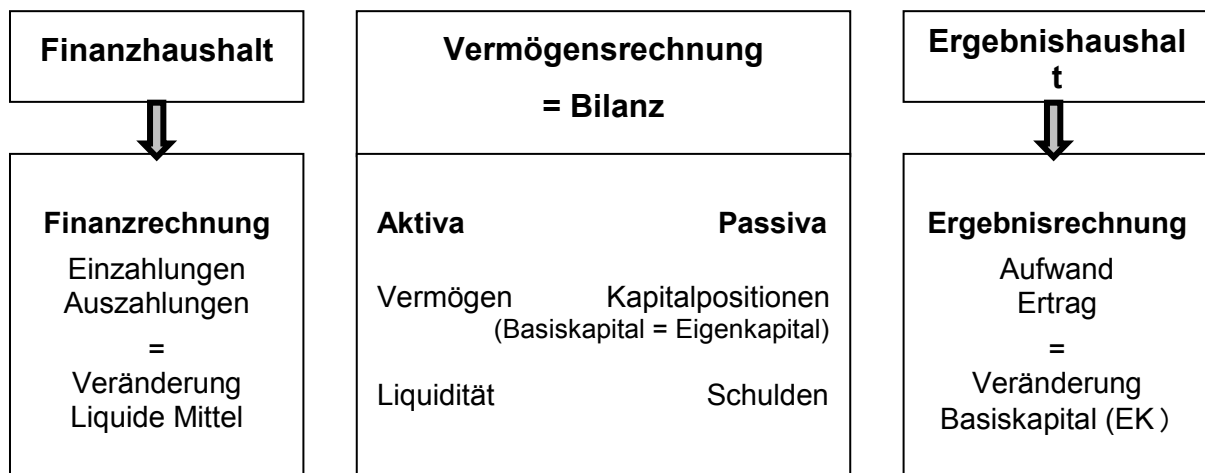 Finanzhaushalt
Finanzrechnung
Einzahlungen
Auszahlungen
=
Veränderung
Liquide Mittel
Vermögensrechnung
= Bilanz
Aktiva Passiva
Vermögen Kapitalpositionen
(Basiskapital = Eigenkapital)
Liquidität Schulden
Ergebnishaushal
t
Ergebnisrechnung
Aufwand
Ertrag
=
Veränderung
Basiskapital (EK）